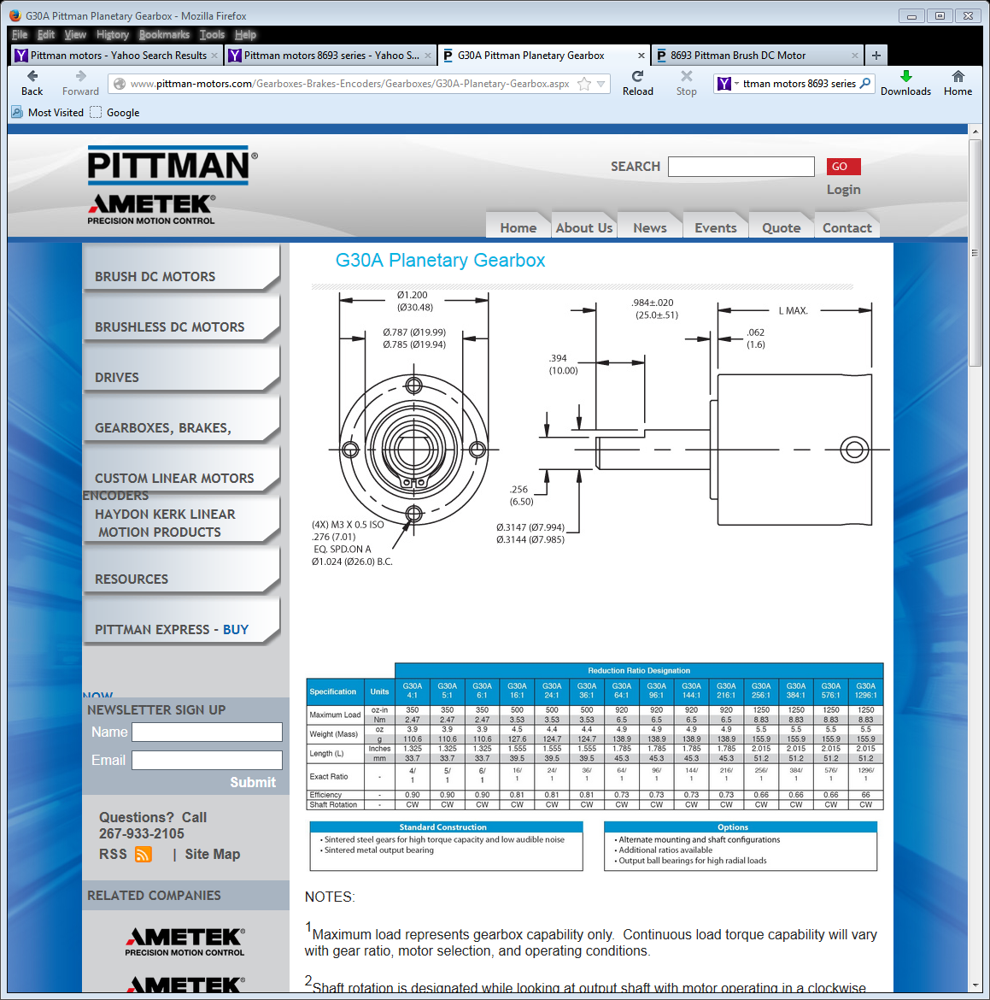 G30A Pittman Planetary Gearbox - Mozilla Firefox
File Edit View History Bookmarks Tools Help
Pittman motors - Yahoo Search Results
Pittman motors 8693 series - Yahoo S...
G30A Pittman Planetary Gearbox
8693 Pittman Brush DC Motor
Back Forward www.pittman-motors.com/Gearboxes-Brakes-Encoders/Gearboxes/G30A-Planetary-Gearbox.aspx Reload Stop ttman motors 8693 series Downloads Home
Most Visited Google
PITTMAN®
AMETEK®
PRECISION MOTION CONTROL
SEARCH GO
Login
Home About Us News Events Quote Contact
BRUSH DC MOTORS
BRUSHLESS DC MOTORS
DRIVES
GEARBOXES, BRAKES,
CUSTOM LINEAR MOTORS
ENCODERS
HAYDON KERK LINEAR
MOTION PRODUCTS
RESOURCES
PITTMAN EXPRESS - BUY
NOW
NEWSLETTER SIGN UP
Name
Email
Submit
Questions? Call
267-933-2105
RSS | Site Map
RELATED COMPANIES
AMETEK®
PRECISION MOTION CONTROL
AMETEK®
G30A Planetary Gearbox
Ø1.200
(Ø30.48)
Ø.787 (Ø19.99)
Ø.785 (Ø19.94)
(4X) M3 X 0.5 ISO
.276 (7.01)
EQ. SPD.ON A
Ø1.024 (Ø26.0) B.C.
.984±.020
(25.0±.51)
L MAX.
.062
(1.6)
.394
(10.00)
.256
(6.50)
Ø.3147 (Ø7.994)
Ø.3144 (Ø7.985)
Reduction Ratio Designation
Specification Units G30A 4:1 G30A 5:1 G30A 6:1 G30A 16:1 G30A 24:1 G30A 36:1 G30A 64:1 G30A 96:1 G30A 144:1 G30A 216:1 G30A 256:1 G30A 384:1 G30A 576:1 G30A 1296:1
Maximum Load oz-in 350 350 350 500 500 500 920 920 920 920 1250 1250 1250 1250
Nm 2.47 2.47 2.47 3.53 3.53 3.53 6.5 6.5 6.5 6.5 8.83 8.83 8.83 8.83
Weight (Mass) oz 3.9 3.9 3.9 4.5 4.4 4.4 4.9 4.9 4.9 4.9 5.5 5.5 5.5 5.5
g 110.6 110.6 110.6 127.6 124.7 124.7 138.9 138.9 138.9 138.9 155.9 155.9 155.9 155.9
Length (L) Inches 1.325 1.325 1.325 1.555 1.555 1.555 1.785 1.785 1.785 1.785 2.015 2.015 2.015 2.015
mm 33.7 33.7 33.7 39.5 39.5 39.5 45.3 45.3 45.3 45.3 51.2 51.2 51.2 51.2
Exact Ratio - 4/1 5/1 6/1 16/1 24/1 36/1 64/1 96/1 144/1 216/1 256/1 384/1 576/1 1296/1
Efficiency - 0.90 0.90 0.90 0.81 0.81 0.81 0.73 0.73 0.73 0.73 0.66 0.66 0.66 66
Shaft Rotation - CW CW CW CW CW CW CW CW CW CW CW CW CW CW
Standard Construction
• Sintered steel gears for high torque capacity and low audible noise
• Sintered metal output bearing
Options
• Alternate mounting and shaft configurations
• Additional ratios available
• Output ball bearings for high radial loads
NOTES:
1Maximum load represents gearbox capability only. Continuous load torque capability will vary
with gear ratio, motor selection, and operating conditions.
2Shaft rotation is designated while looking at output shaft with motor operating in a clockwise